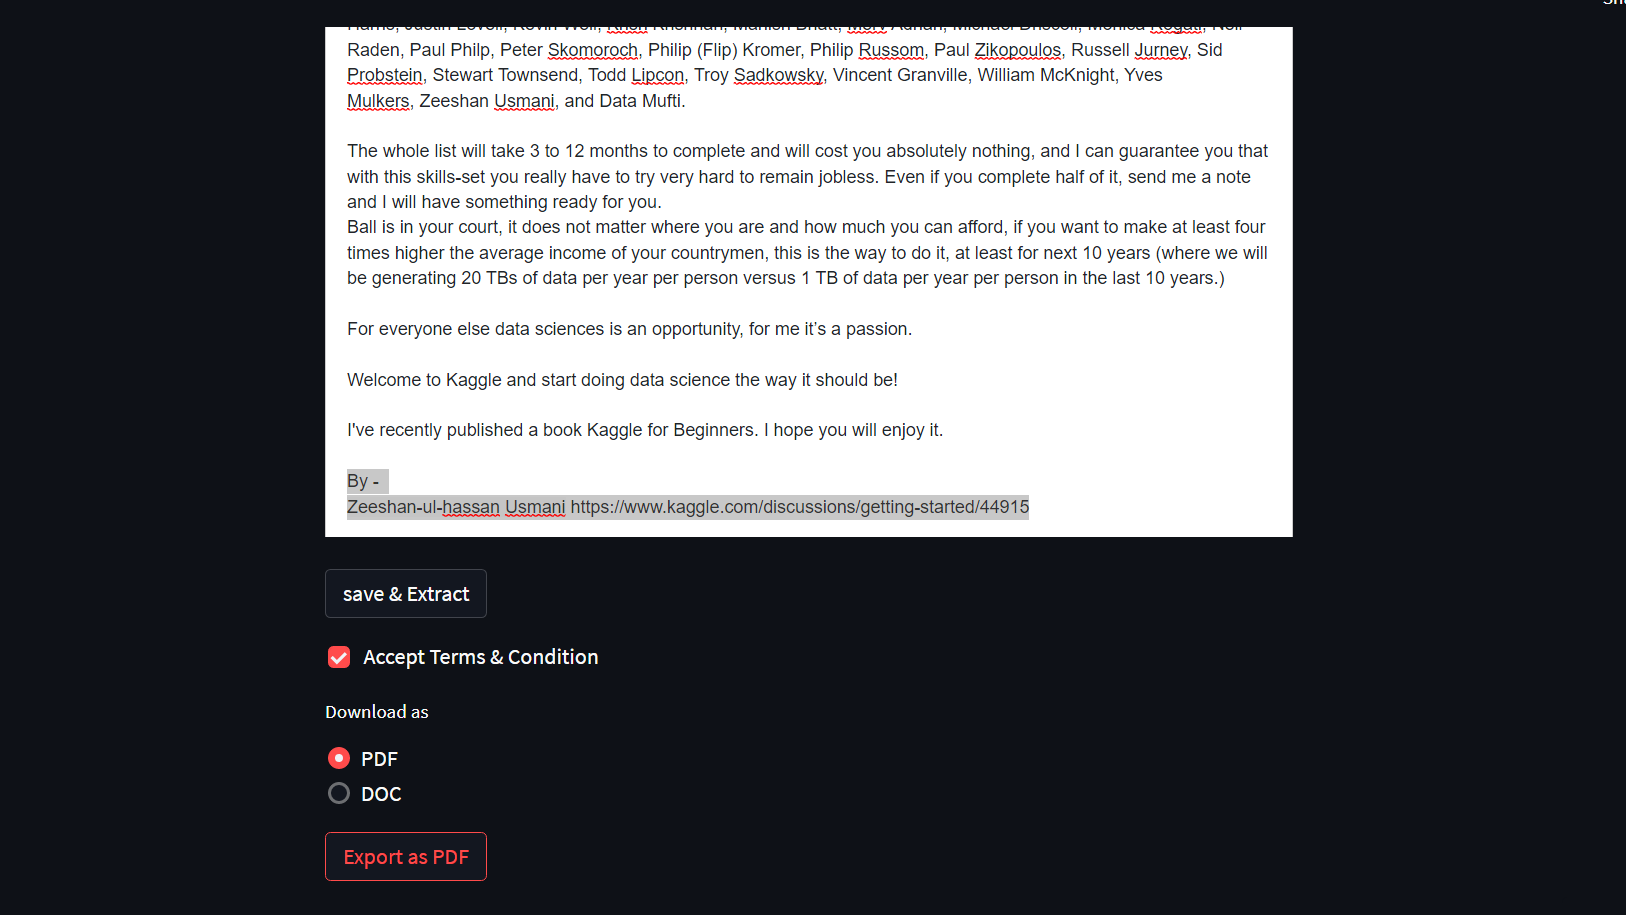 Raden, Paul Philp, Peter Skomoroch, Philip (Flip) Kromer, Philip Russom, Paul Zikopoulos, Russell Jurney, Sid
Probstein, Stewart Townsend, Todd Lipcon, Troy Sadkowsky, Vincent Granville, William McKnight, Yves
Mulkers, Zeeshan Usmani, and Data Mufti.
The whole list will take 3 to 12 months to complete and will cost you absolutely nothing, and I can guarantee you that
with this skills-set you really have to try very hard to remain jobless. Even if you complete half of it, send me a note
and I will have something ready for you.
Ball is in your court, it does not matter where you are and how much you can afford, if you want to make at least four
times higher the average income of your countrymen, this is the way to do it, at least for next 10 years (where we will
be generating 20 TBs of data per year per person versus 1 TB of data per year per person in the last 10 years.)
For everyone else data sciences is an opportunity, for me it’s a passion.
Welcome to Kaggle and start doing data science the way it should be!
I've recently published a book Kaggle for Beginners. I hope you will enjoy it.
By -
Zeeshan-ul-hassan Usmani https://www.kaggle.com/discussions/getting-started/44915
save & Extract
Accept Terms & Condition
Download as
PDF
DOC
Export as PDF